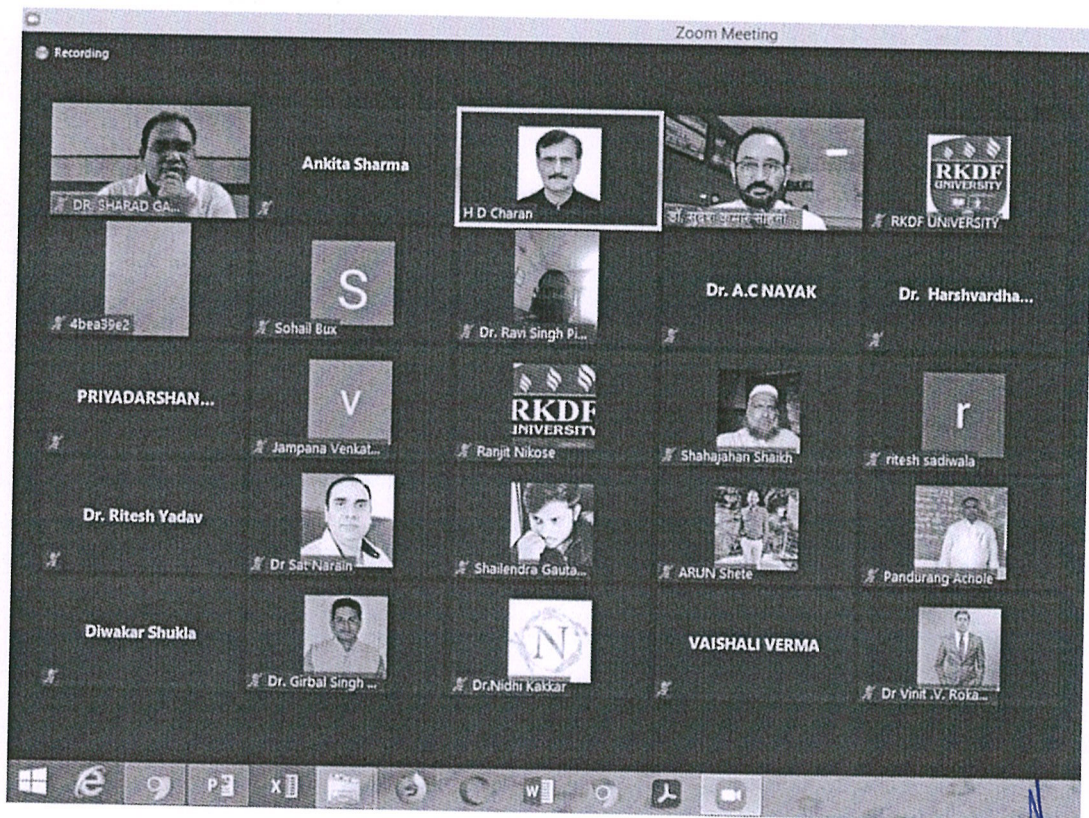 Zoom Meeting
Recording
DR. SHARAD GA...
Ankita Sharma
H D Charan
डॉ. सुदेश कुमार सोहनी
RKDF
UNIVERSITY
RKDF UNIVERSITY
4bea39e2
S
Sohail Bux
Dr. Ravi Singh Pi...
Dr. A.C NAYAK
Dr. Harshvardha...
PRIYADARSHAN...
v
Jampana Venkat...
RKDF
UNIVERSITY
Ranjit Nikose
Shahajahan Shaikh
r
ritesh sadiwala
Dr. Ritesh Yadav
Dr Sat Narain
Shailendra Gauta...
ARUN Shete
Pandurang Achole
Diwakar Shukla
Dr. Girbal Singh ...
N
Dr.Nidhi Kakkar
VAISHALI VERMA
Dr Vinit .V. Roka...